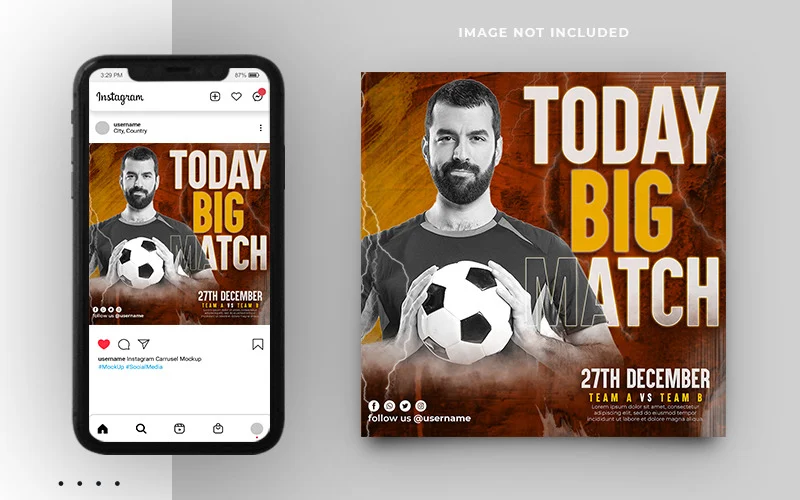 IMAGE NOT INCLUDED
3:29 PM
87%
Instagram
username
City, Country
TODAY
BIG
MATCH
27TH DECEMBER
TEAM A VS TEAM B
follow us @username
username Instagram Carrusel Mockup
#MockUp #SocialMedia
TODAY
BIG
MATCH
27TH DECEMBER
TEAM A VS TEAM B
Lorem ipsum dolor sit amet, consectetur
adipiscing elit, sed do eiusmod tempor
incididunt ut labore et dolore magna aliqua.
follow us @username